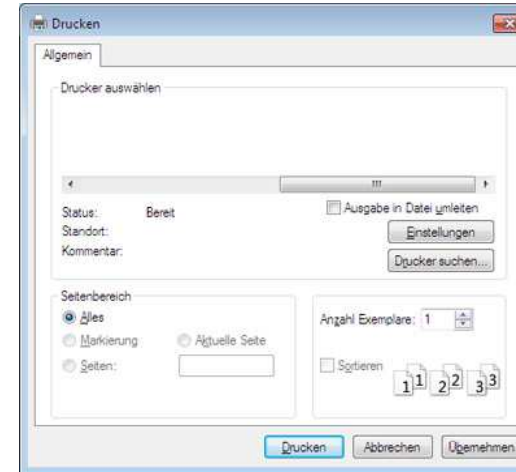 Drucken
Allgemein
Drucker auswählen
Status: Bereit
Ausgabe in Datei umleiten
Standort:
Einstellungen
Kommentar:
Drucker suchen...
Seitenbereich
Alles
Anzahl Exemplare: 1
Markierung Aktuelle Seite
Seiten:
Sortieren
1 1 2 2 3 3
Drucken Abbrechen Übernehmen